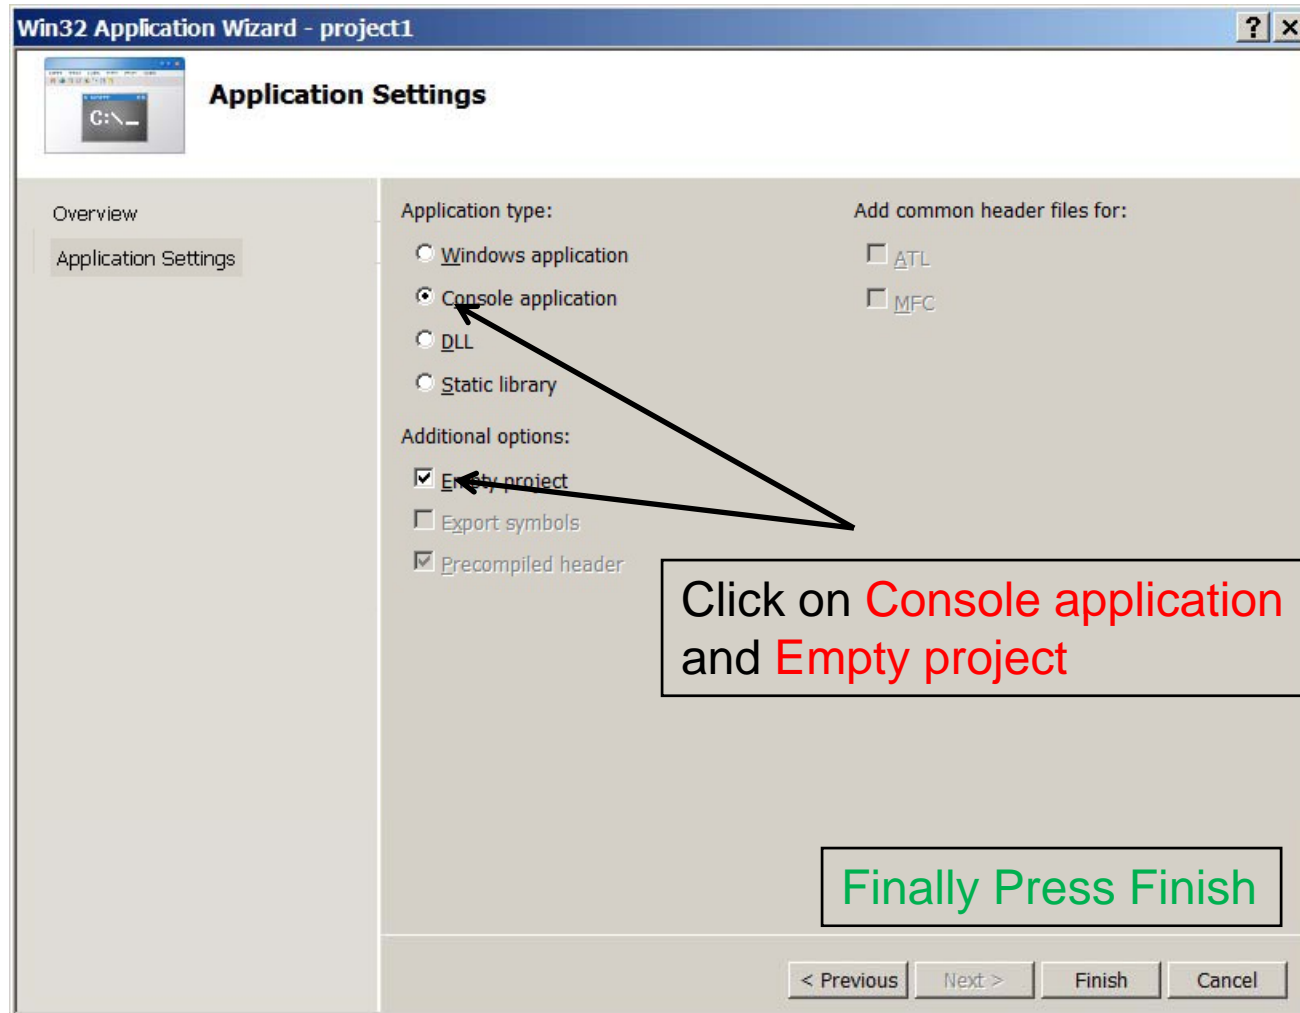 Win32 Application Wizard - project1
C:\_
Application Settings
Overview
Application Settings
Application type:
Windows application
Console application
DLL
Static library
Additional options:
Empty project
Export symbols
Precompiled header
Add common header files for:
ATL
MFC
Click on Console application
and Empty project
Finally Press Finish
< Previous
Next >
Finish
Cancel